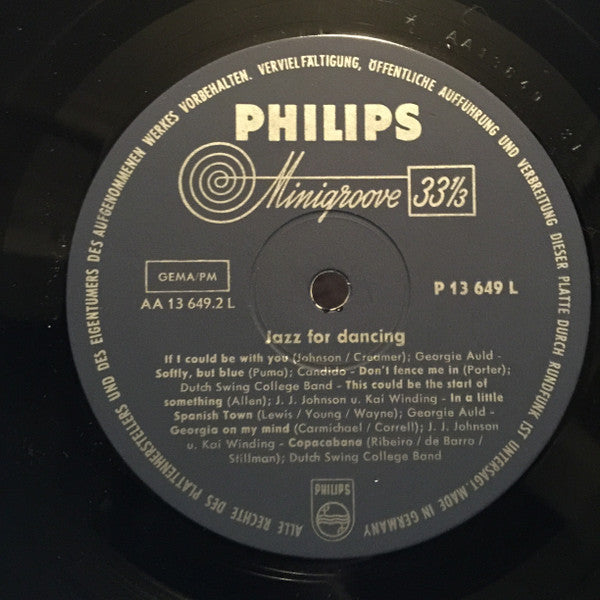 ALLE RECHTE DES PLATTENHERSTELLERS UND DES EIGENTÜMERS DES AUFGENOMMENEN WERKES VORBEHALTEN. VERVIELFÄLTIGUNG, ÖFFENTLICHE AUFFÜHRUNG UND VERBREITUNG DIESER PLATTE DURCH RUNDFUNK IST UNTERSAGT. MADE IN GERMANY
PHILIPS
Minigroove 33⅓
GEMA/PM
AA 13 649.2 L
P 13 649 L
Jazz for dancing
If I could be with you (Johnson / Creamer); Georgie Auld -
Softly, but blue (Puma); Candido - Don't fence me in (Porter);
Dutch Swing College Band - This could be the start of
something (Allen); J. J. Johnson u. Kai Winding - In a little
Spanish Town (Lewis / Young / Wayne); Georgie Auld -
Georgia on my mind (Carmichael / Correll); J. J. Johnson
u. Kai Winding - Copacabana (Ribeiro / de Barro /
Stillman); Dutch Swing College Band
PHILIPS